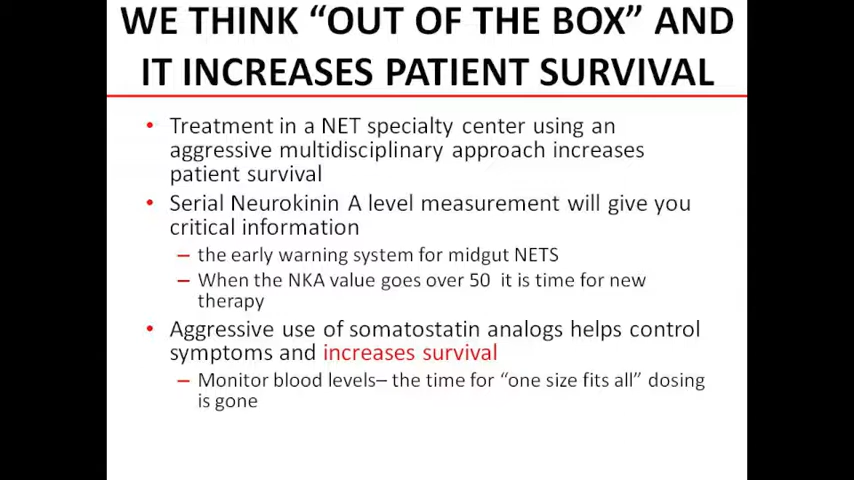 WE THINK “OUT OF THE BOX” AND
IT INCREASES PATIENT SURVIVAL
• Treatment in a NET specialty center using an
aggressive multidisciplinary approach increases
patient survival
• Serial Neurokinin A level measurement will give you
critical information
– the early warning system for midgut NETS
– When the NKA value goes over 50 it is time for new
therapy
• Aggressive use of somatostatin analogs helps control
symptoms and increases survival
– Monitor blood levels– the time for “one size fits all” dosing
is gone